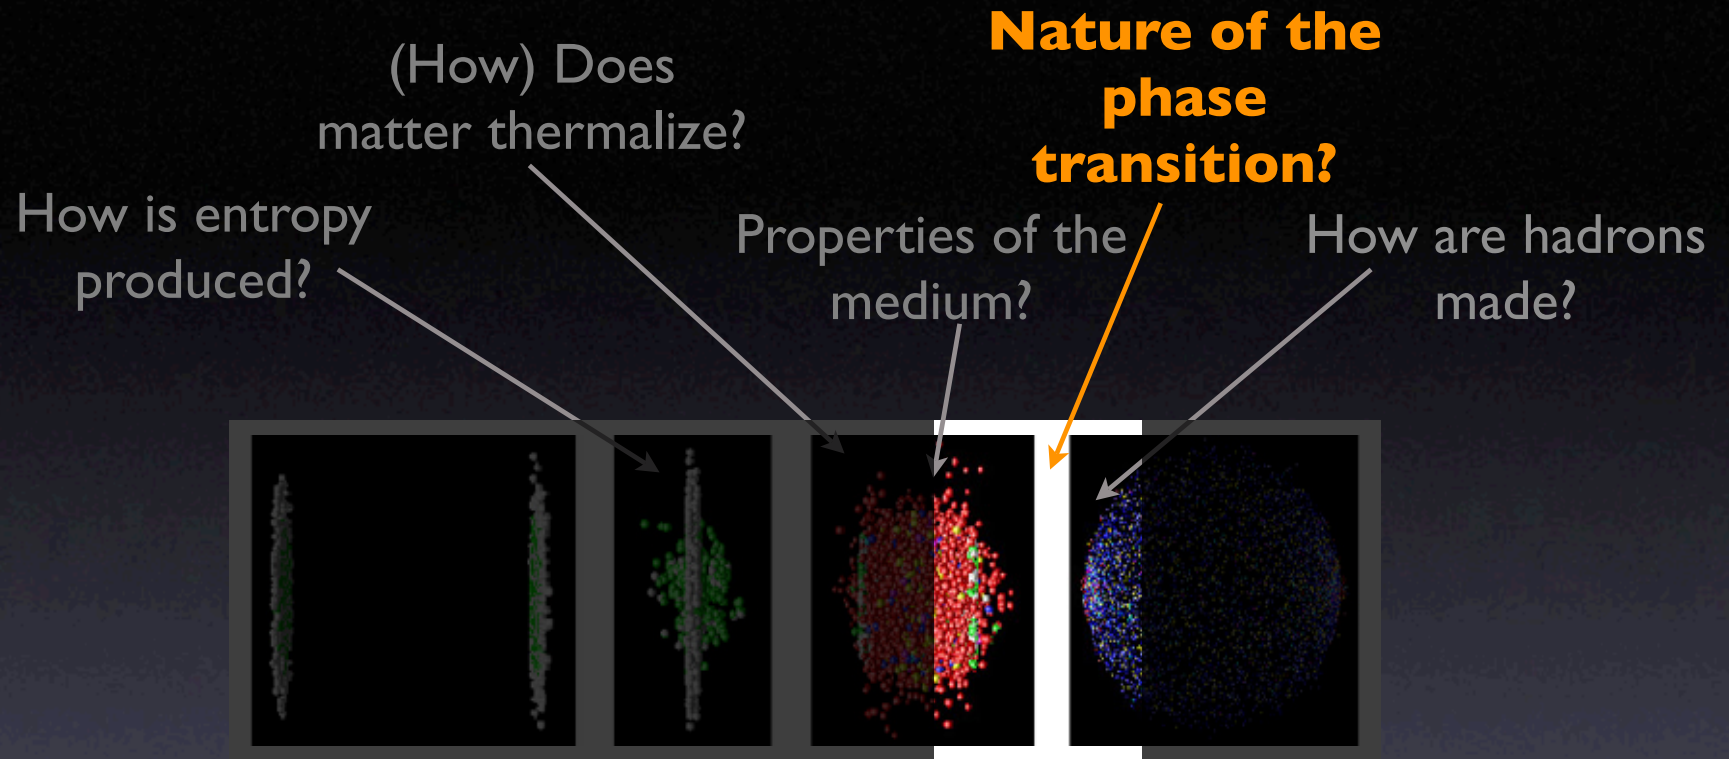 Nature of the
phase
transition?
(How) Does
matter thermalize?
How is entropy
produced?
Properties of the
medium?
How are hadrons
made?